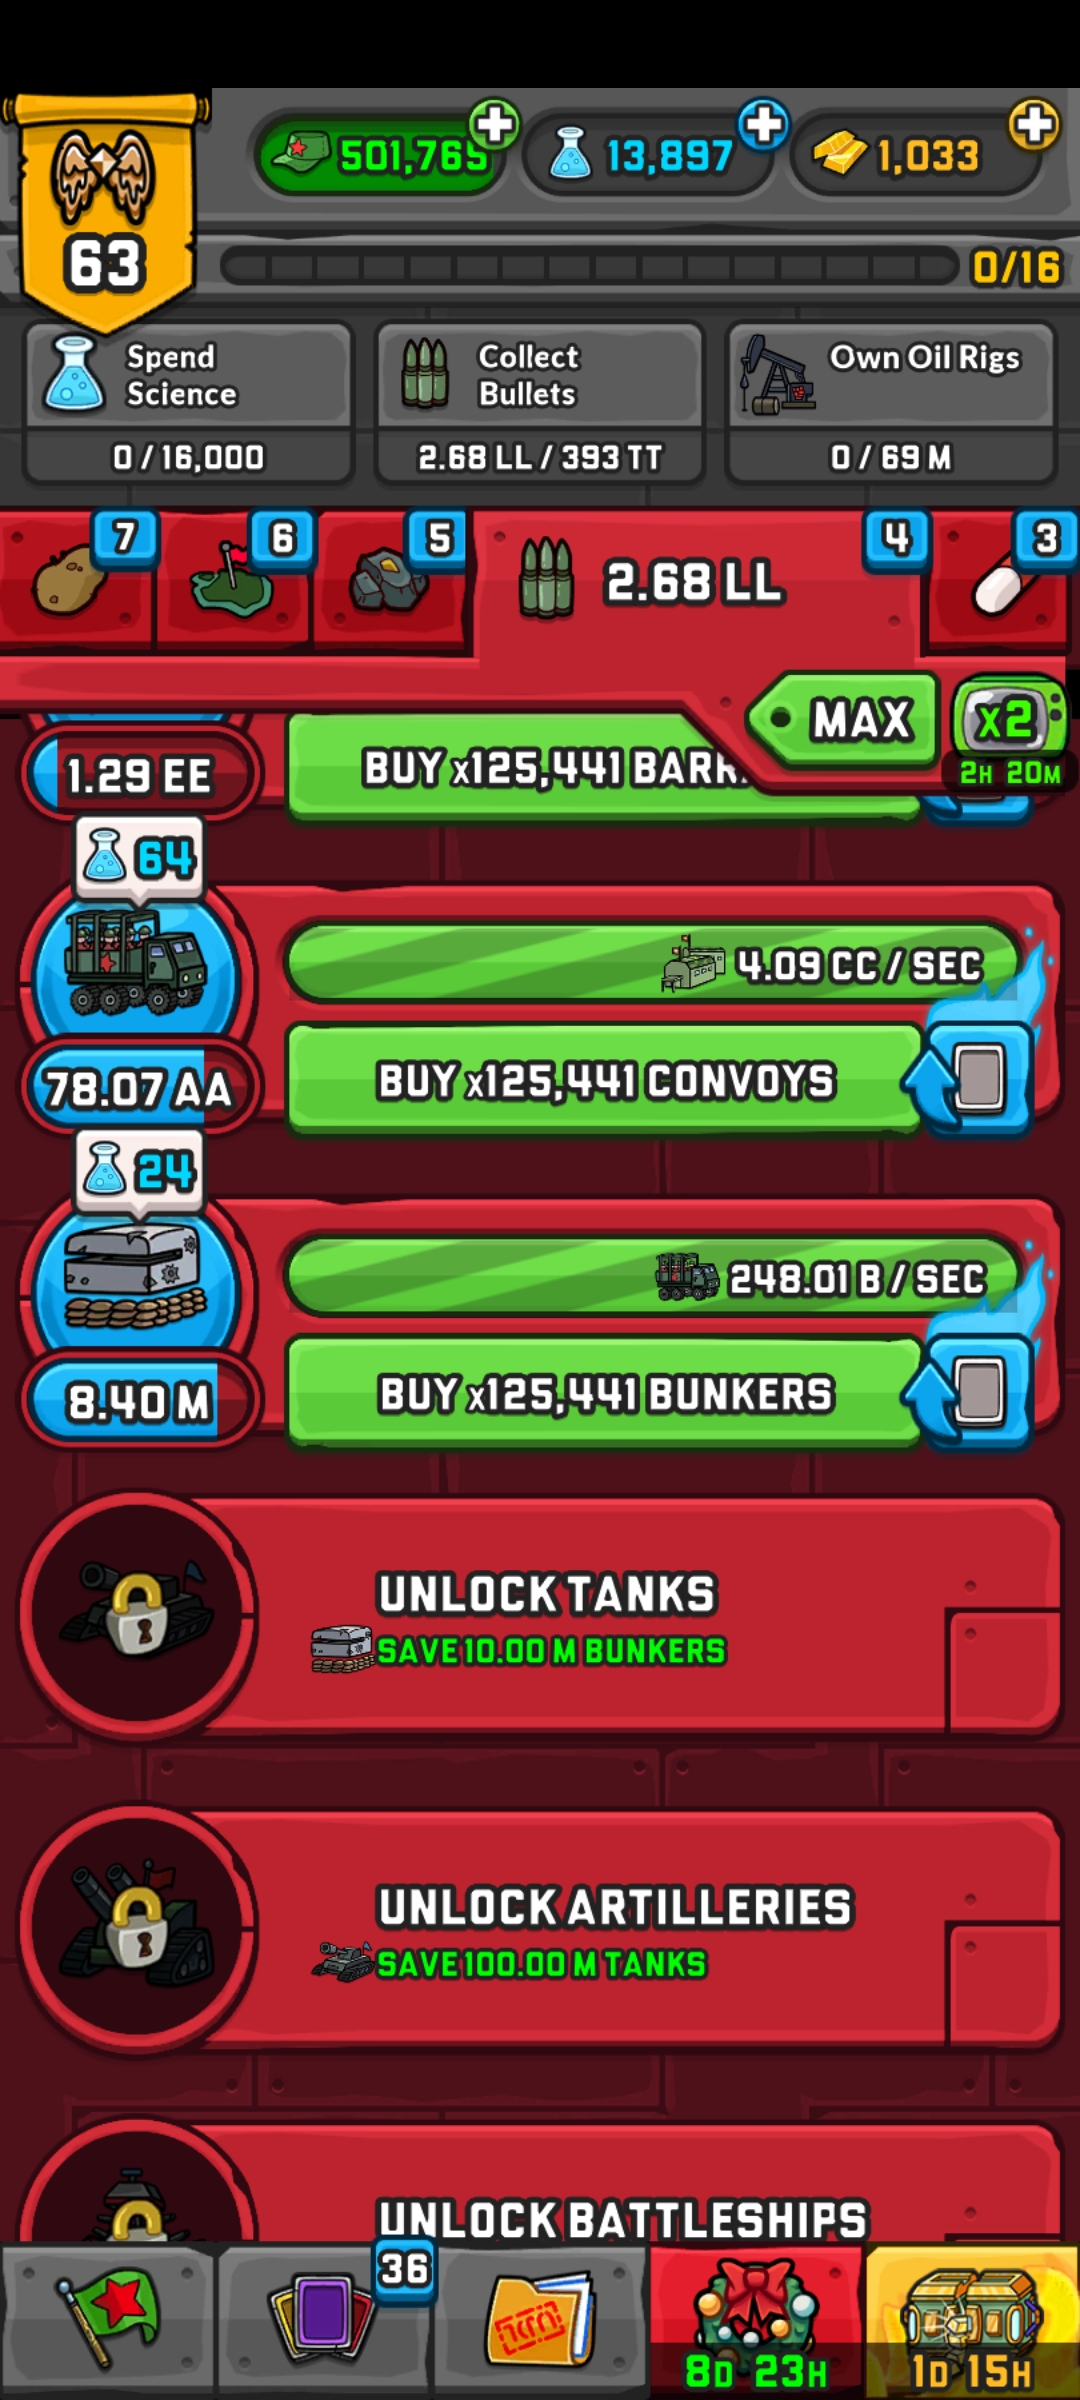 501,765
13,897
1,033
63
0/16
Spend
Science
0 / 16,000
Collect
Bullets
2.68 LL / 393 TT
Own Oil Rigs
0 / 69 M
7
6
5
2.68 LL
4
3
MAX
x2
2H 20M
1.29 EE
BUY x125,441 BARR
64
4.09 CC / SEC
78.07 AA
BUY x125,441 CONVOYS
24
248.01 B / SEC
8.40 M
BUY x125,441 BUNKERS
UNLOCK TANKS
SAVE 10.00 M BUNKERS
UNLOCK ARTILLERIES
SAVE 100.00 M TANKS
UNLOCK BATTLESHIPS
36
8D 23H
1D 15H